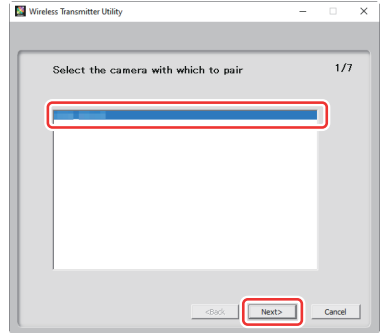 Wireless Transmitter Utility
Select the camera with which to pair 1/7
<Back Next> Cancel